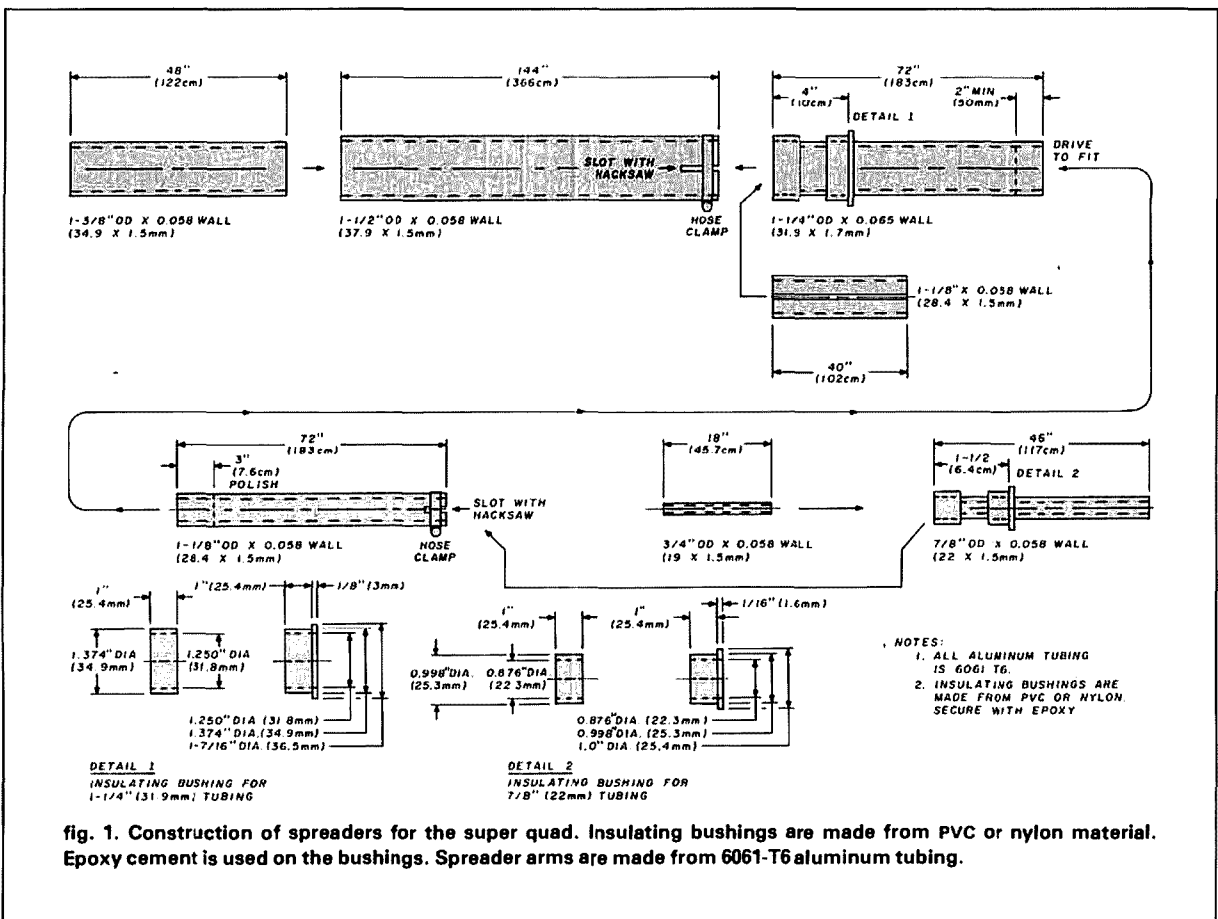 48"
(122cm)
144"
(366cm)
72"
(183cm)
4"
(10cm)
2" MIN
(50mm)
DETAIL 1
SLOT WITH
HACKSAW
DRIVE
TO FIT
1-3/8" OD X 0.058 WALL
(34.9 X 1.5mm)
1-1/2" OD X 0.058 WALL
(37.9 X 1.5mm)
HOSE
CLAMP
1-1/4" OD X 0.065 WALL
(31.9 X 1.7mm)
1-1/8" X 0.058 WALL
(28.4 X 1.5mm)
40"
(102cm)
72"
(183cm)
3"
(7.6cm)
POLISH
SLOT WITH
HACKSAW
18"
(45.7cm)
46"
(117cm)
1-1/2
(6.4cm)
DETAIL 2
1-1/8" OD X 0.058 WALL
(28.4 X 1.5mm)
HOSE
CLAMP
3/4" OD X 0.058 WALL
(19 X 1.5mm)
7/8" OD X 0.058 WALL
(22 X 1.5mm)
1"
(25.4mm)
1" (25.4mm)
1/8" (3mm)
1.374" DIA
(34.9mm)
1.250" DIA
(31.8mm)
1.250" DIA (31.8mm)
1.374" DIA. (34.9mm)
1-7/16" DIA. (36.5mm)
DETAIL 1
INSULATING BUSHING FOR
1-1/4" (31.9mm) TUBING
1"
(25.4mm)
1"
(25.4mm)
1/16" (1.6mm)
0.998" DIA.
(25.3mm)
0.876" DIA
(22.3mm)
0.876" DIA. (22.3mm)
0.998" DIA. (25.3mm)
1.0" DIA. (25.4mm)
DETAIL 2
INSULATING BUSHING FOR
7/8" (22mm) TUBING
NOTES:
1. ALL ALUMINUM TUBING
IS 6061 T6.
2. INSULATING BUSHINGS ARE
MADE FROM PVC OR NYLON.
SECURE WITH EPOXY
fig. 1. Construction of spreaders for the super quad. Insulating bushings are made from PVC or nylon material.
Epoxy cement is used on the bushings. Spreader arms are made from 6061-T6 aluminum tubing.